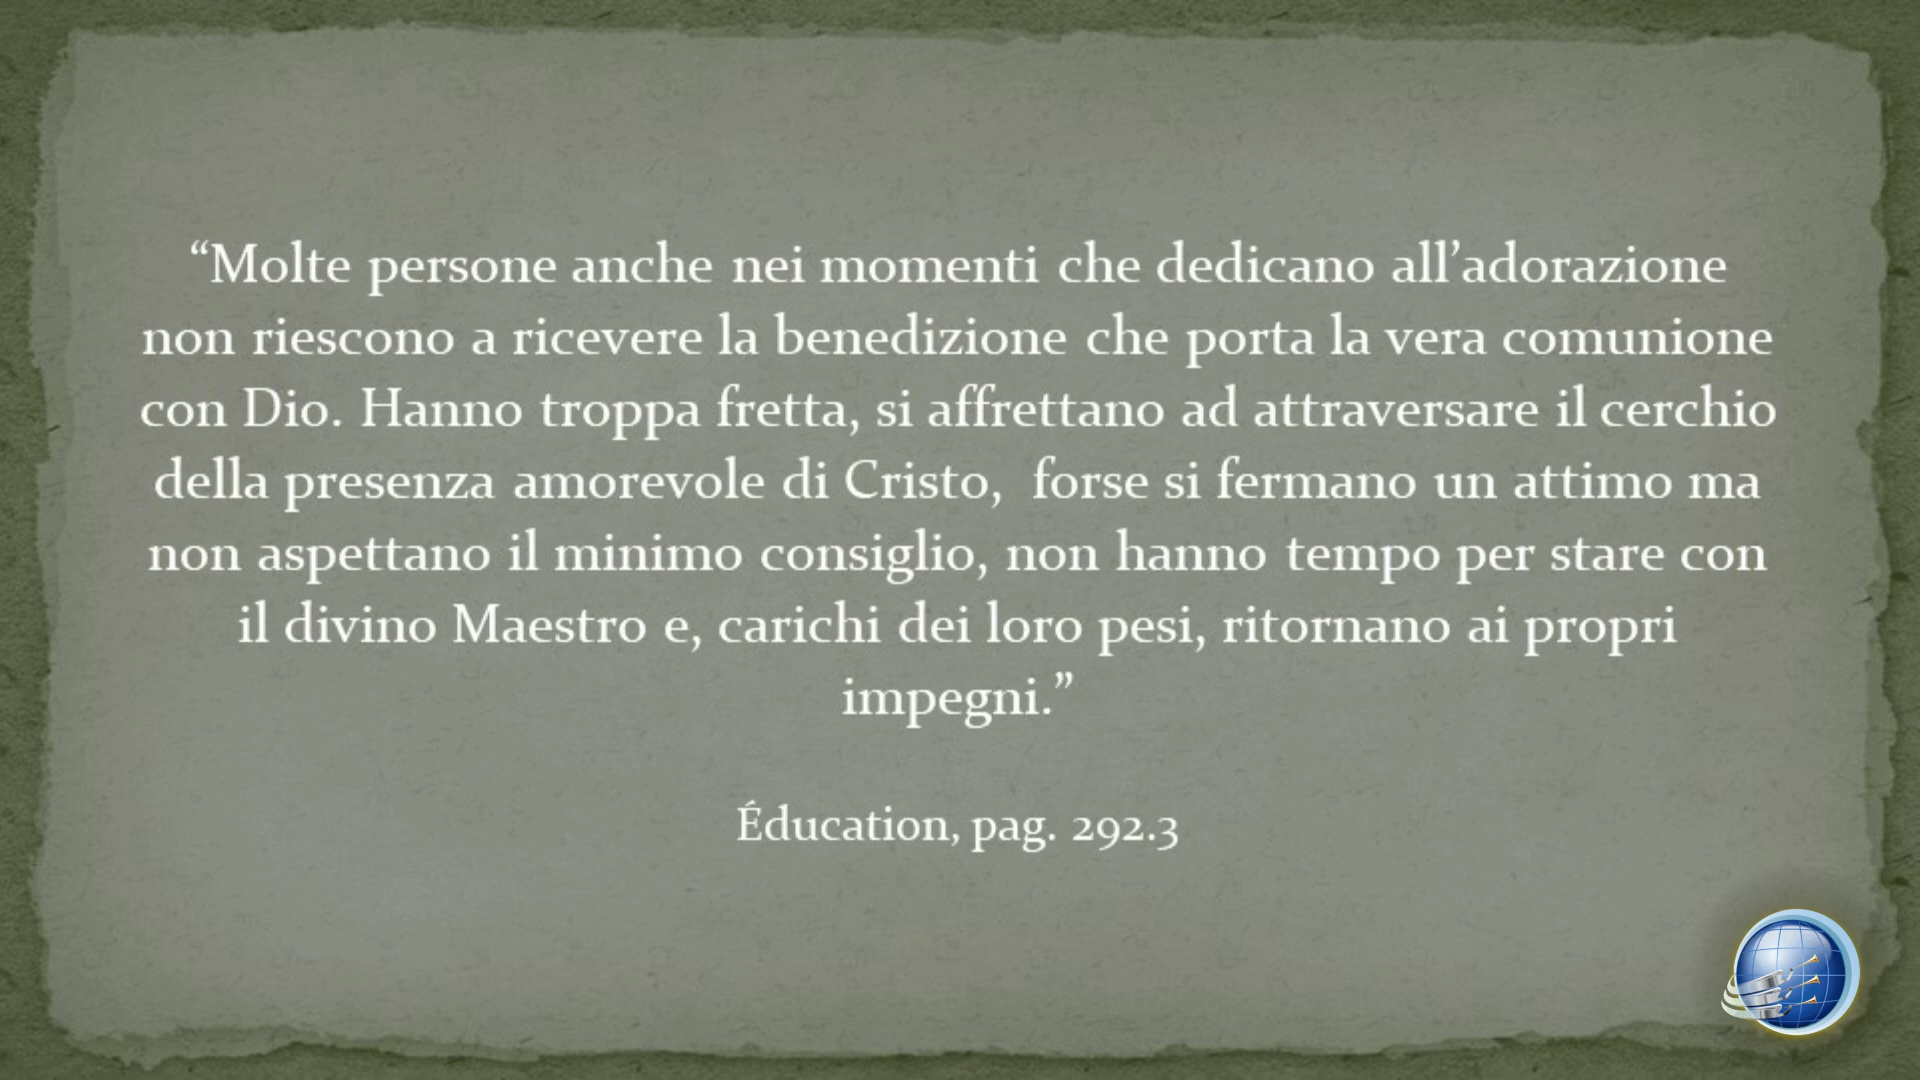 “Molte persone anche nei momenti che dedicano all’adorazione
non riescono a ricevere la benedizione che porta la vera comunione
con Dio. Hanno troppa fretta, si affrettano ad attraversare il cerchio
della presenza amorevole di Cristo,  forse si fermano un attimo ma
non aspettano il minimo consiglio, non hanno tempo per stare con
il divino Maestro e, carichi dei loro pesi, ritornano ai propri
impegni.”
Éducation, pag. 292.3